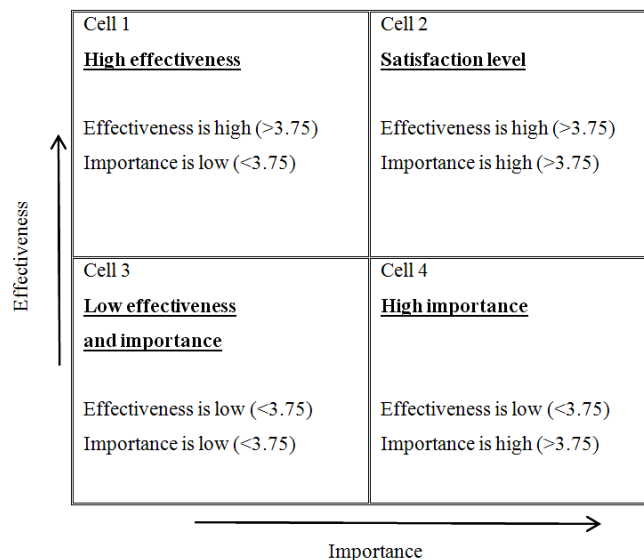 Cell 1
High effectiveness
Effectiveness is high (>3.75)
Importance is low (<3.75)
Cell 2
Satisfaction level
Effectiveness is high (>3.75)
Importance is high (>3.75)
Effectiveness
Cell 3
Low effectiveness
and importance
Effectiveness is low (<3.75)
Importance is low (<3.75)
Cell 4
High importance
Effectiveness is low (<3.75)
Importance is high (>3.75)
Importance